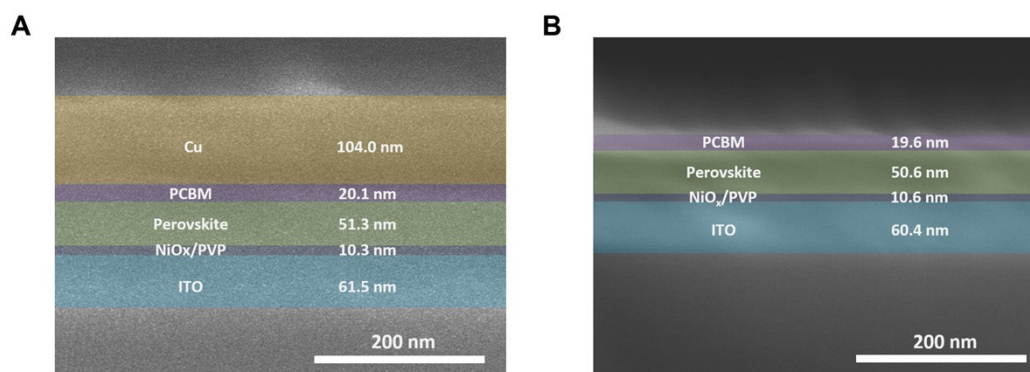 A
Cu 104.0 nm
PCBM 20.1 nm
Perovskite 51.3 nm
NiOx/PVP 10.3 nm
ITO 61.5 nm
200 nm
B
PCBM 19.6 nm
Perovskite 50.6 nm
NiOₓ/PVP 10.6 nm
ITO 60.4 nm
200 nm